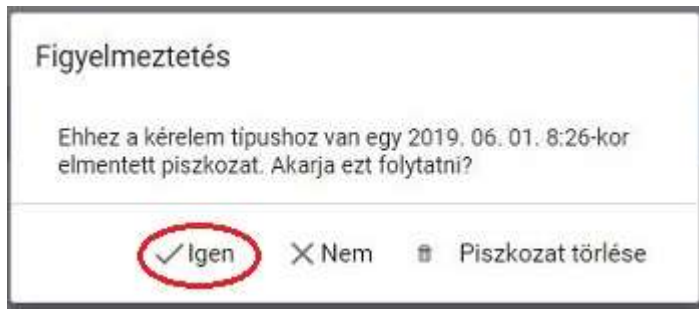 Figyelmeztetés
Ehhez a kérelem típushoz van egy 2019. 06. 01. 8:26-kor
elmentett piszkozat. Akarja ezt folytatni?
Igen Nem Piszkozat törlése